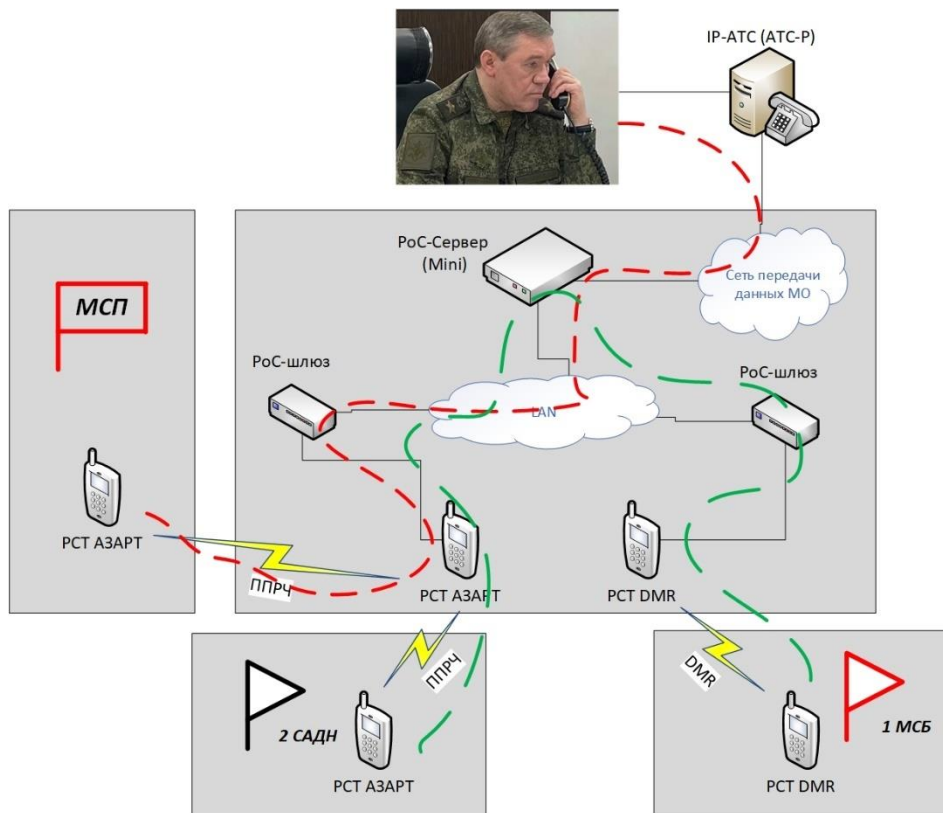 IP-АТС (АТС-Р)
PoC-Сервер
(Mini)
Сеть передачи
данных МО
МСП
PoC-шлюз
PoC-шлюз
LAN
РСТ АЗАРТ
ППРЧ
РСТ АЗАРТ
РСТ DMR
ППРЧ
DMR
2 САДН
1 МСБ
РСТ АЗАРТ
РСТ DMR